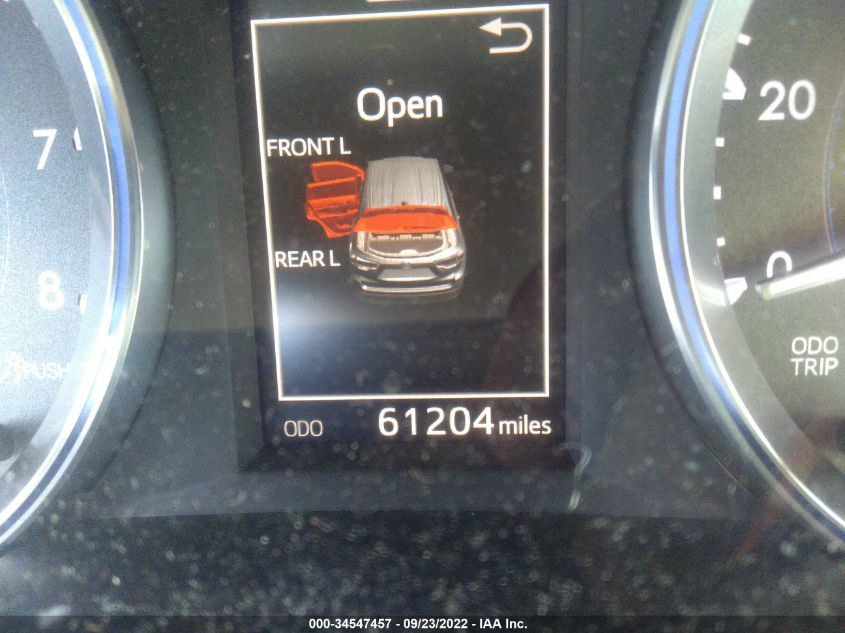 Open
FRONT L
REAR L
ODO 61204 miles
7
8
PUSH
20
0
ODO
TRIP
000-34547457 - 09/23/2022 - IAA Inc.